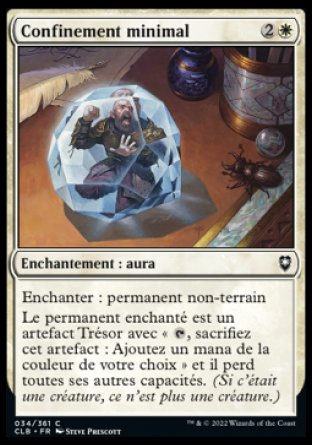 Confinement minimal 2
Enchantement : aura
Enchanter : permanent non-terrain
Le permanent enchanté est un
artefact Trésor avec « , sacrifiez
cet artefact : Ajoutez un mana de la
couleur de votre choix » et il perd
toutes ses autres capacités. (Si c'était
une créature, ce n'est plus une créature.)
034/361 C
CLB • FR Steve Prescott
™ & © 2022 Wizards of the Coast